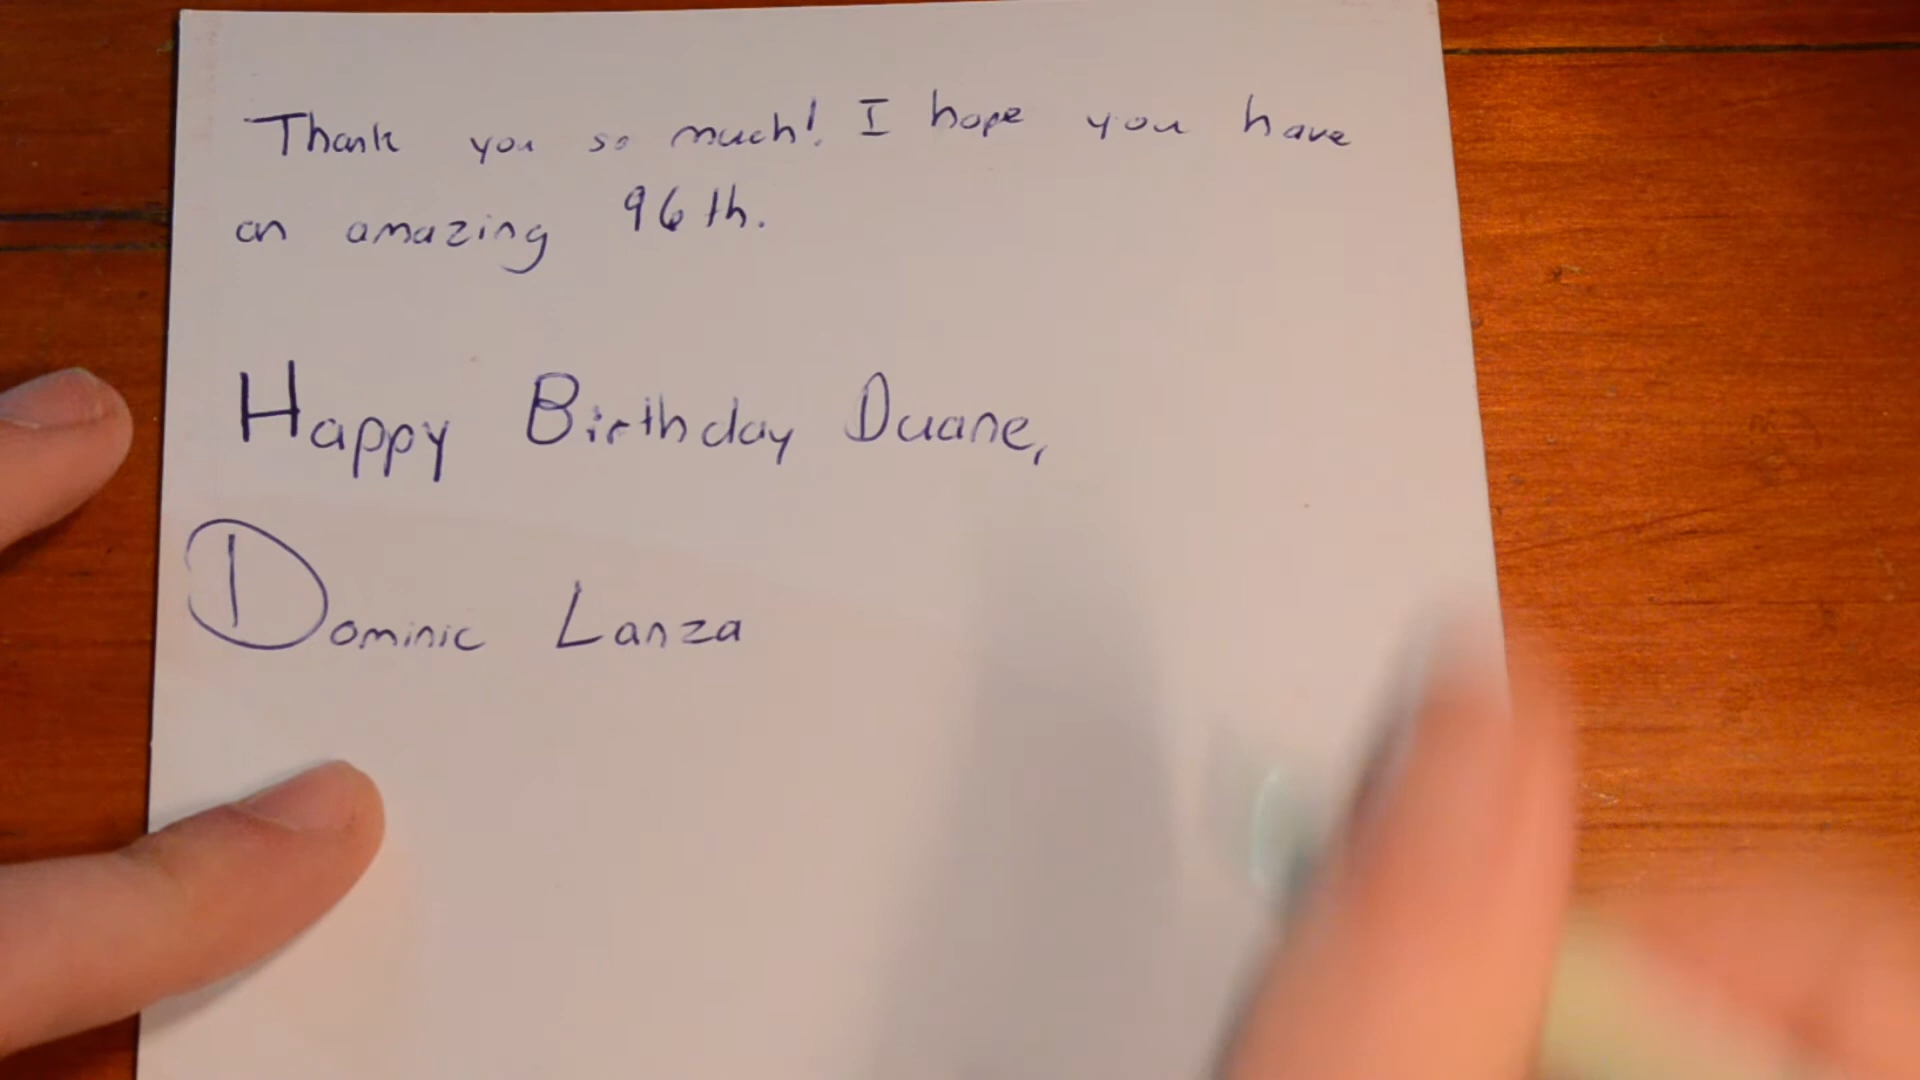 Thank you so much! I hope you have
an amazing 96th.
Happy Birthday Duane,
Dominic Lanza